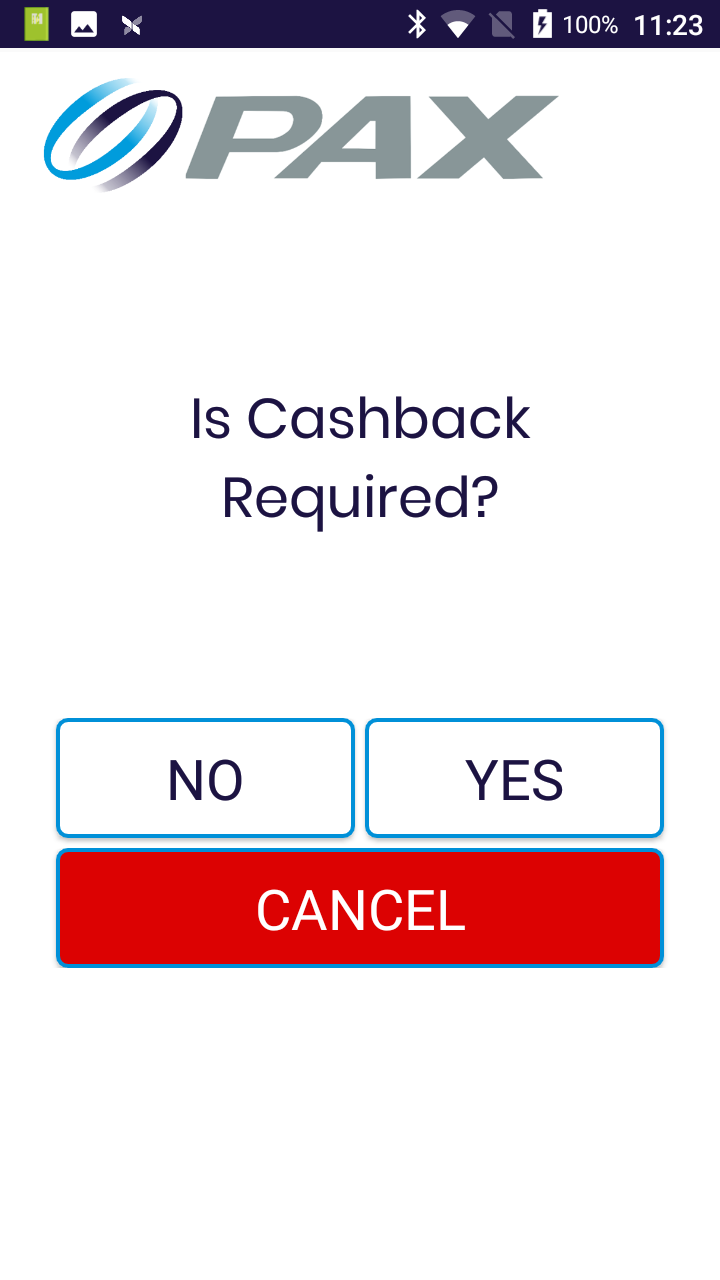 100% 11:23
PAX
Is Cashback
Required?
NO YES
CANCEL